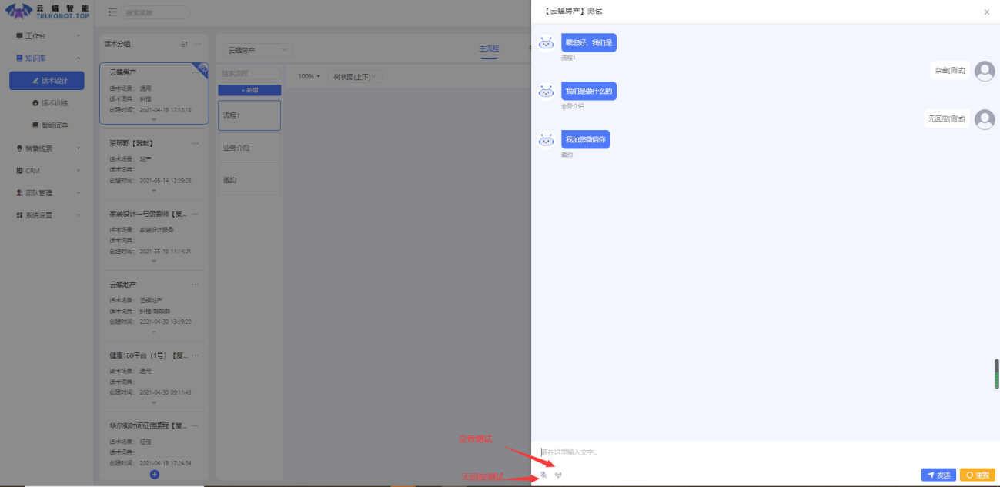 云蝠智能
TELROBOT.TOP
搜索菜单
工作台
知识库
话术设计
话术训练
智能词典
销售线索
CRM
团队管理
系统设置
话术分组
云蝠房产
话术场景： 通用
话术词典： 纠错
创建时间： 2021-04-19 17:13:18
琅琊郡【复制】
话术场景： 地产
话术词典：
创建时间： 2021-05-14 12:29:28
家装设计一号录音师【复...
话术场景： 家装设计服务
话术词典：
创建时间： 2021-05-13 11:14:01
云蝠地产
话术场景： 云蝠地产
话术词典：
创建时间： 2021-04-30 13:19:20
健康160平台（1号）【复...
话术场景： 通用
话术词典：
创建时间： 2021-04-30 09:11:43
华尔街时间征信课程【复...
话术场景： 征信
话术词典：
创建时间： 2021-04-19 17:24:34
云蝠房产
主流程
搜索流程
+ 新增
流程1
业务介绍
邀约
100%
树状图(上下)
【云蝠房产】测试
喂您好，我们是
流程1
杂音[测试]
我们是做什么的
业务介绍
无回应[测试]
我加您微信你
邀约
杂音测试
无回应测试
请在这里输入文字...
发送
重置